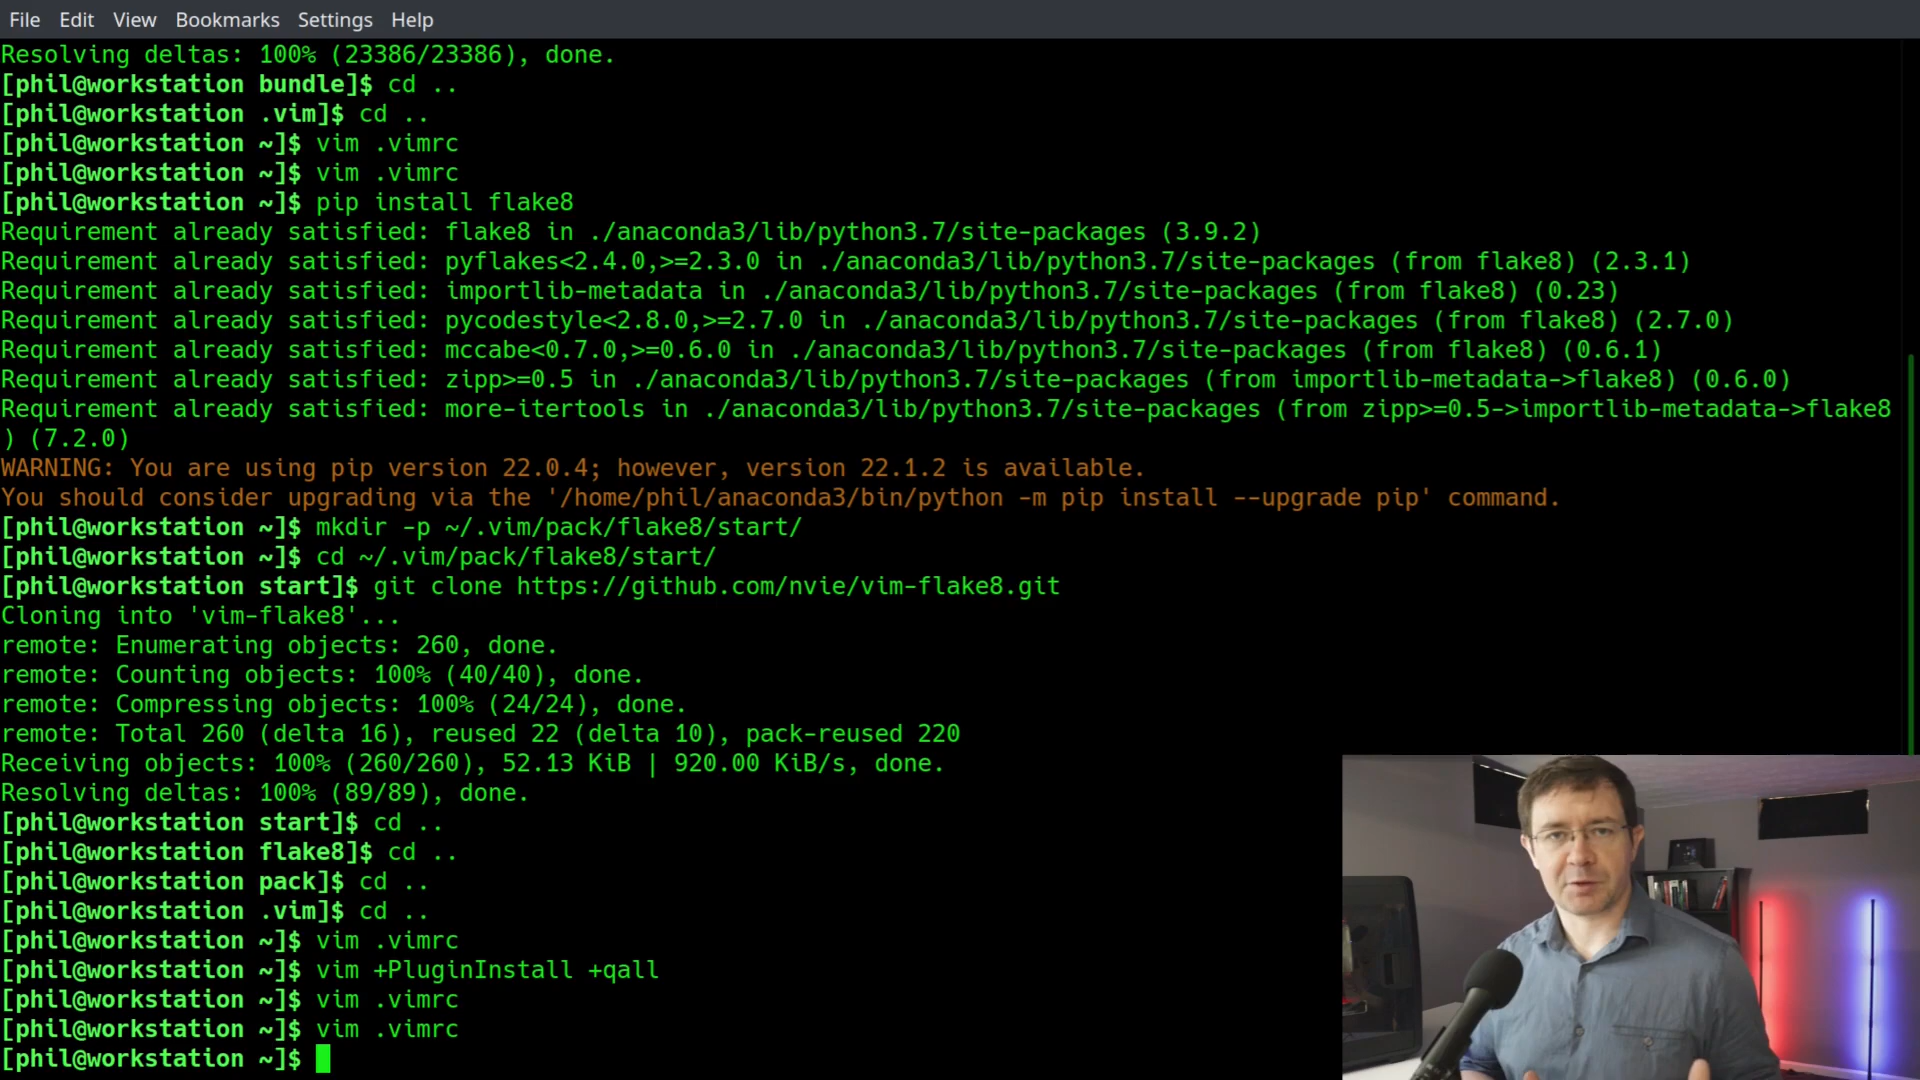 File Edit View Bookmarks Settings Help
Resolving deltas: 100% (23386/23386), done.
[phil@workstation bundle]$ cd ..
[phil@workstation .vim]$ cd ..
[phil@workstation ~]$ vim .vimrc
[phil@workstation ~]$ vim .vimrc
[phil@workstation ~]$ pip install flake8
Requirement already satisfied: flake8 in ./anaconda3/lib/python3.7/site-packages (3.9.2)
Requirement already satisfied: pyflakes<2.4.0,>=2.3.0 in ./anaconda3/lib/python3.7/site-packages (from flake8) (2.3.1)
Requirement already satisfied: importlib-metadata in ./anaconda3/lib/python3.7/site-packages (from flake8) (0.23)
Requirement already satisfied: pycodestyle<2.8.0,>=2.7.0 in ./anaconda3/lib/python3.7/site-packages (from flake8) (2.7.0)
Requirement already satisfied: mccabe<0.7.0,>=0.6.0 in ./anaconda3/lib/python3.7/site-packages (from flake8) (0.6.1)
Requirement already satisfied: zipp>=0.5 in ./anaconda3/lib/python3.7/site-packages (from importlib-metadata->flake8) (0.6.0)
Requirement already satisfied: more-itertools in ./anaconda3/lib/python3.7/site-packages (from zipp>=0.5->importlib-metadata->flake8
) (7.2.0)
WARNING: You are using pip version 22.0.4; however, version 22.1.2 is available.
You should consider upgrading via the '/home/phil/anaconda3/bin/python -m pip install --upgrade pip' command.
[phil@workstation ~]$ mkdir -p ~/.vim/pack/flake8/start/
[phil@workstation ~]$ cd ~/.vim/pack/flake8/start/
[phil@workstation start]$ git clone https://github.com/nvie/vim-flake8.git
Cloning into 'vim-flake8'...
remote: Enumerating objects: 260, done.
remote: Counting objects: 100% (40/40), done.
remote: Compressing objects: 100% (24/24), done.
remote: Total 260 (delta 16), reused 22 (delta 10), pack-reused 220
Receiving objects: 100% (260/260), 52.13 KiB | 920.00 KiB/s, done.
Resolving deltas: 100% (89/89), done.
[phil@workstation start]$ cd ..
[phil@workstation flake8]$ cd ..
[phil@workstation pack]$ cd ..
[phil@workstation .vim]$ cd ..
[phil@workstation ~]$ vim .vimrc
[phil@workstation ~]$ vim +PluginInstall +qall
[phil@workstation ~]$ vim .vimrc
[phil@workstation ~]$ vim .vimrc
[phil@workstation ~]$